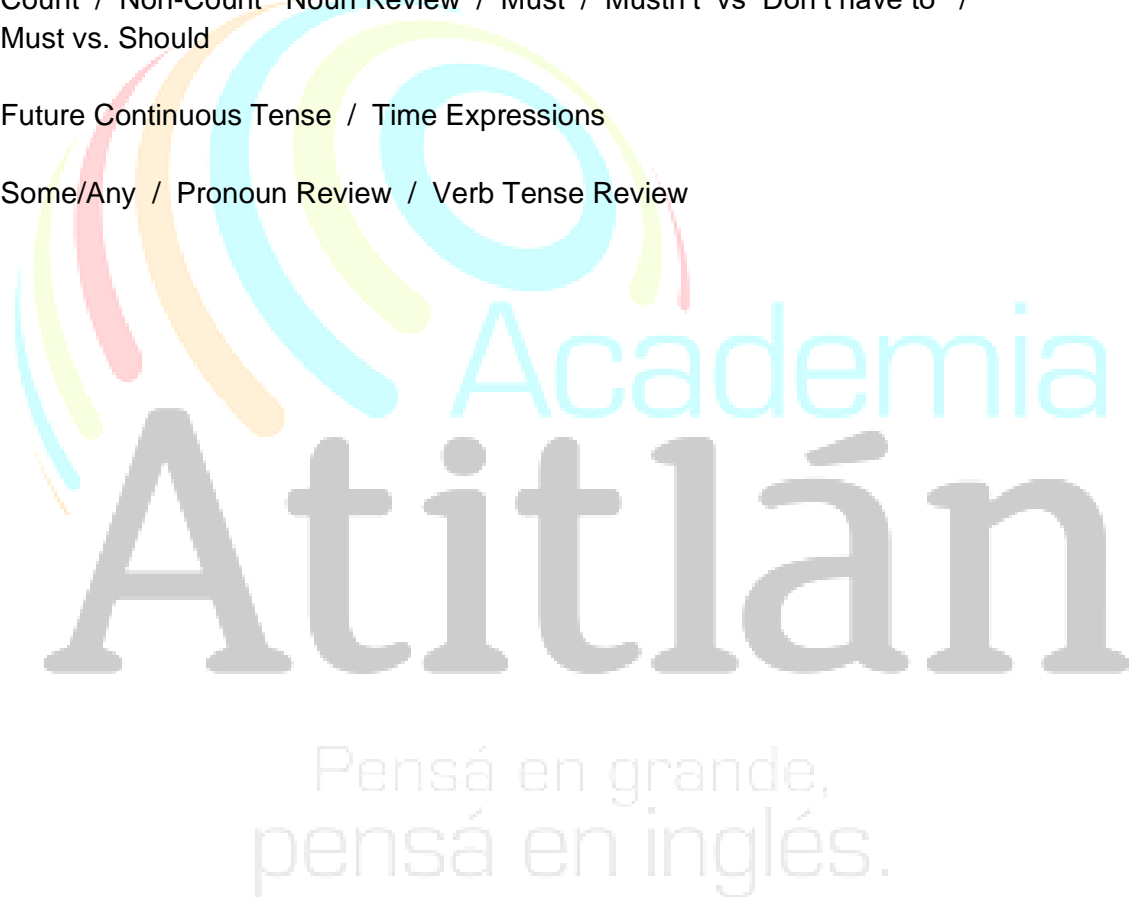 Count / Non-Count Noun Review / Must / Mustn't vs Don't have to /
Must vs. Should
Future Continuous Tense / Time Expressions
Some/Any / Pronoun Review / Verb Tense Review
Academia
Atitlán
Pensá en grande,
pensá en inglés.